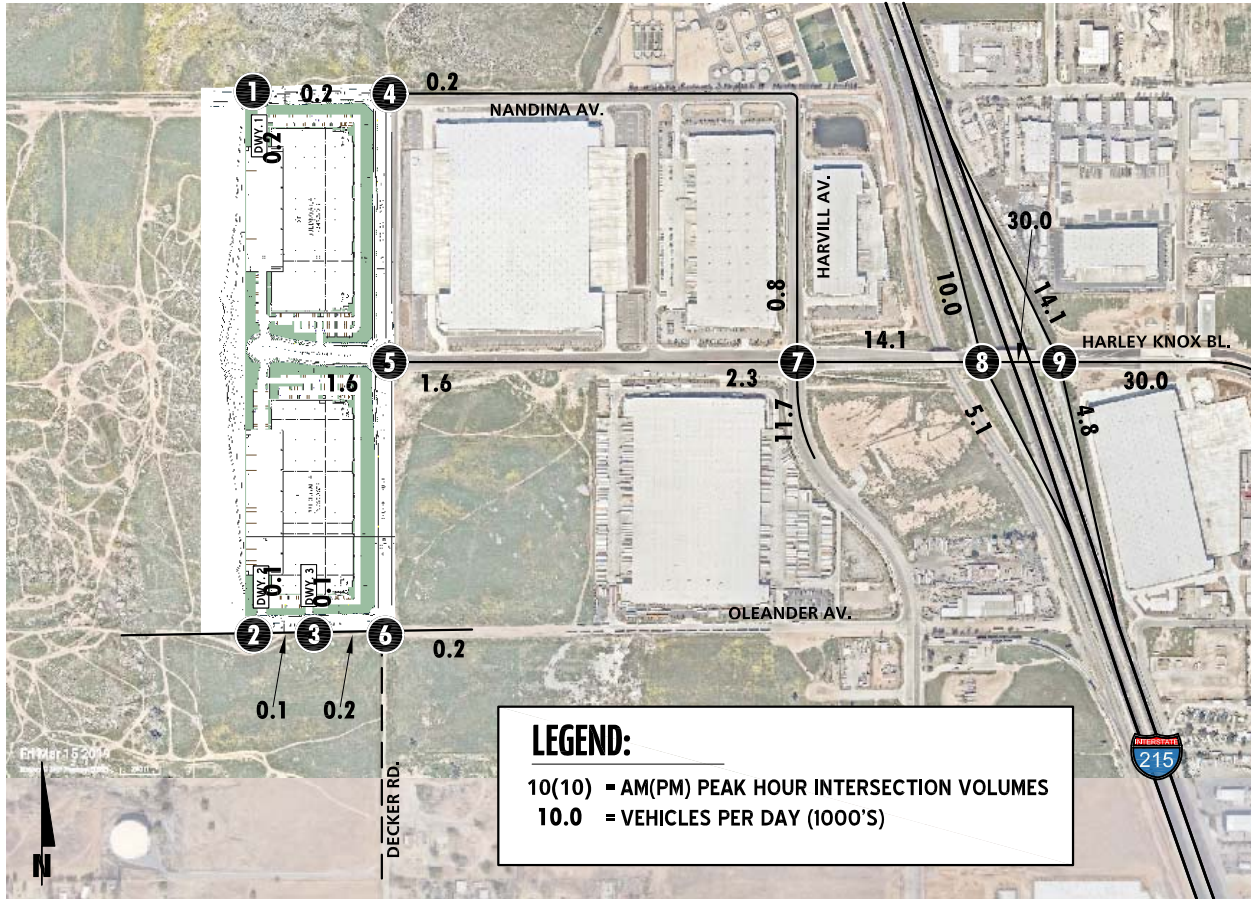 1
0.2
4
0.2
NANDINA AV.
DWY. 1
0.2
HARVILL AV.
30.0
0.8
10.0
14.1
14.1
HARLEY KNOX BL.
5
7
8
9
1.6
1.6
2.3
30.0
11.7
5.1
4.8
DWY. 2
0.1
DWY. 3
0.1
OLEANDER AV.
2
3
6
0.2
0.1
0.2
DECKER RD.
Fri Mar 15 2019
N
LEGEND:
10(10) = AM(PM) PEAK HOUR INTERSECTION VOLUMES
10.0 = VEHICLES PER DAY (1000'S)
INTERSTATE
215